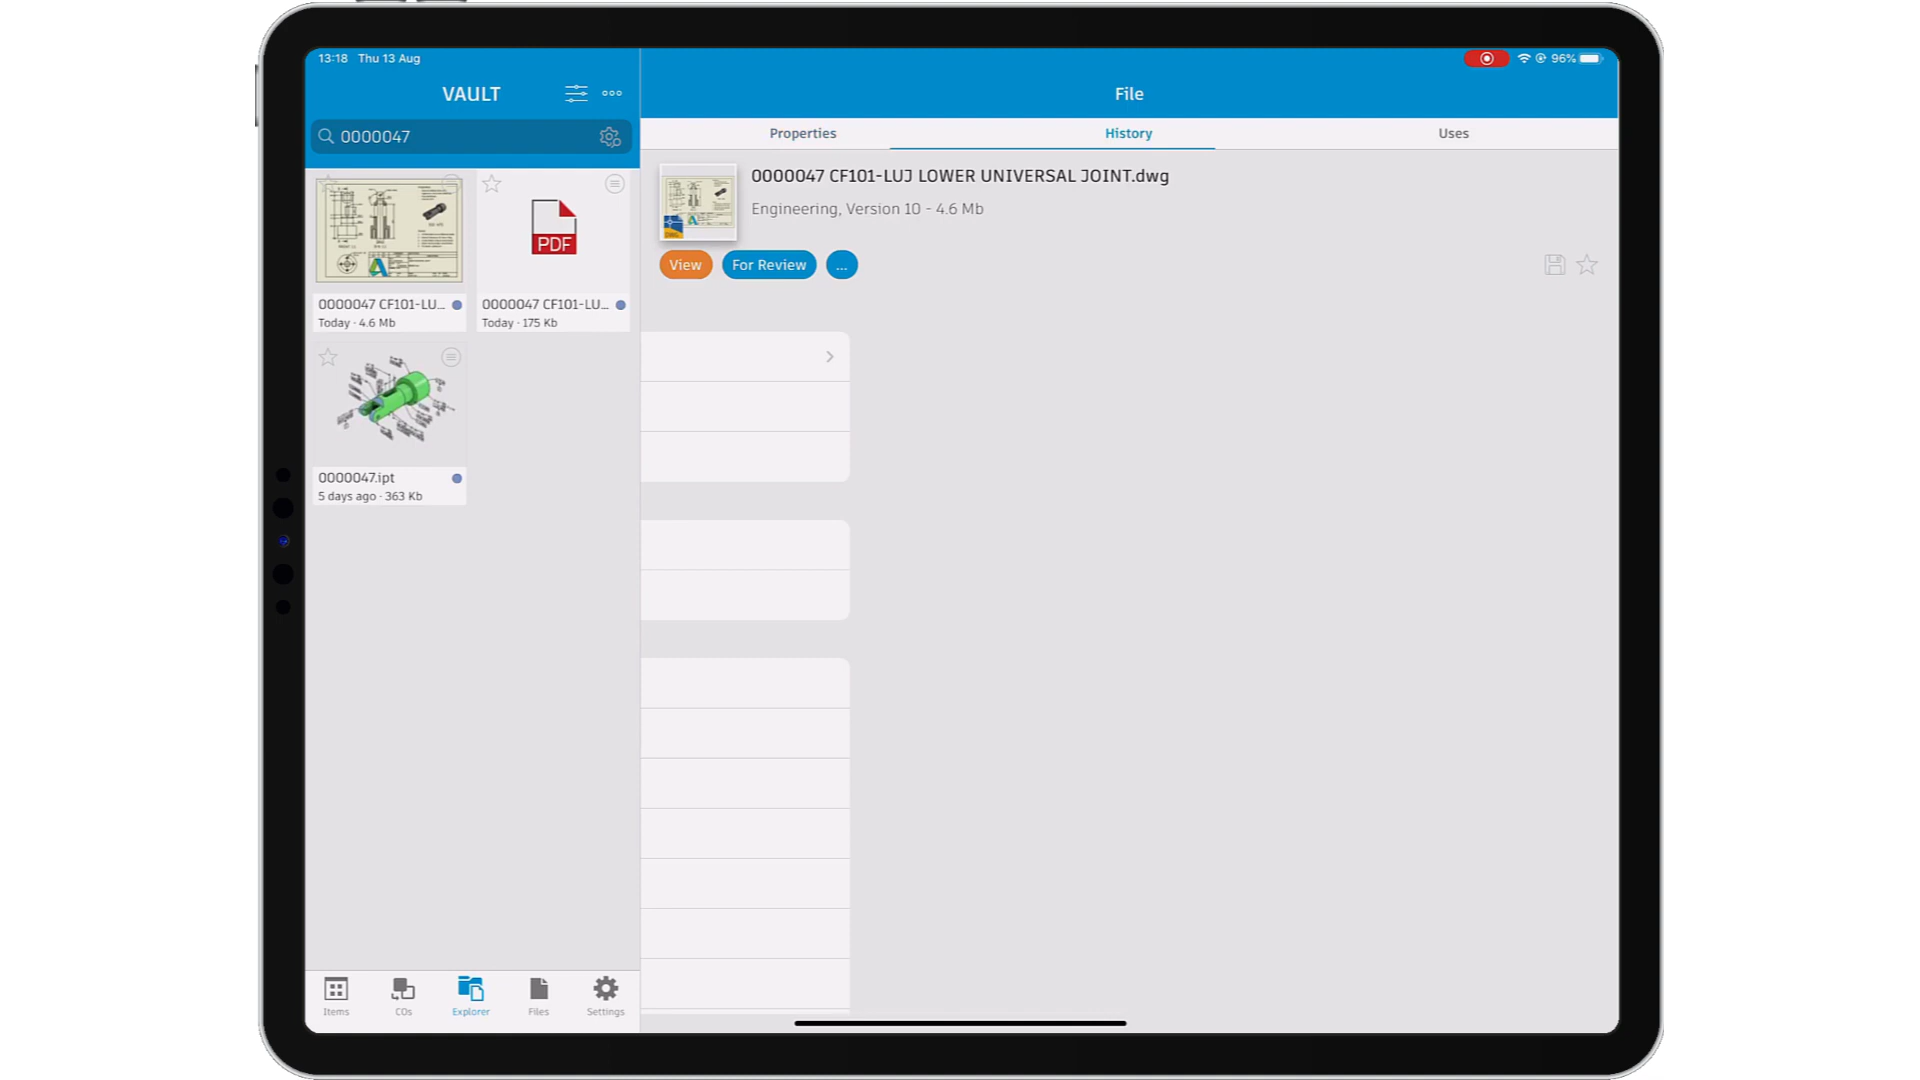 13:18 Thu 13 Aug
96%
VAULT
File
0000047
Properties
History
Uses
0000047 CF101-LUJ LOWER UNIVERSAL JOINT.dwg
Engineering, Version 10 - 4.6 Mb
View
For Review
...
PDF
0000047 CF101-LU...
Today · 4.6 Mb
0000047 CF101-LU...
Today · 175 Kb
0000047.ipt
5 days ago · 363 Kb
Items
COs
Explorer
Files
Settings